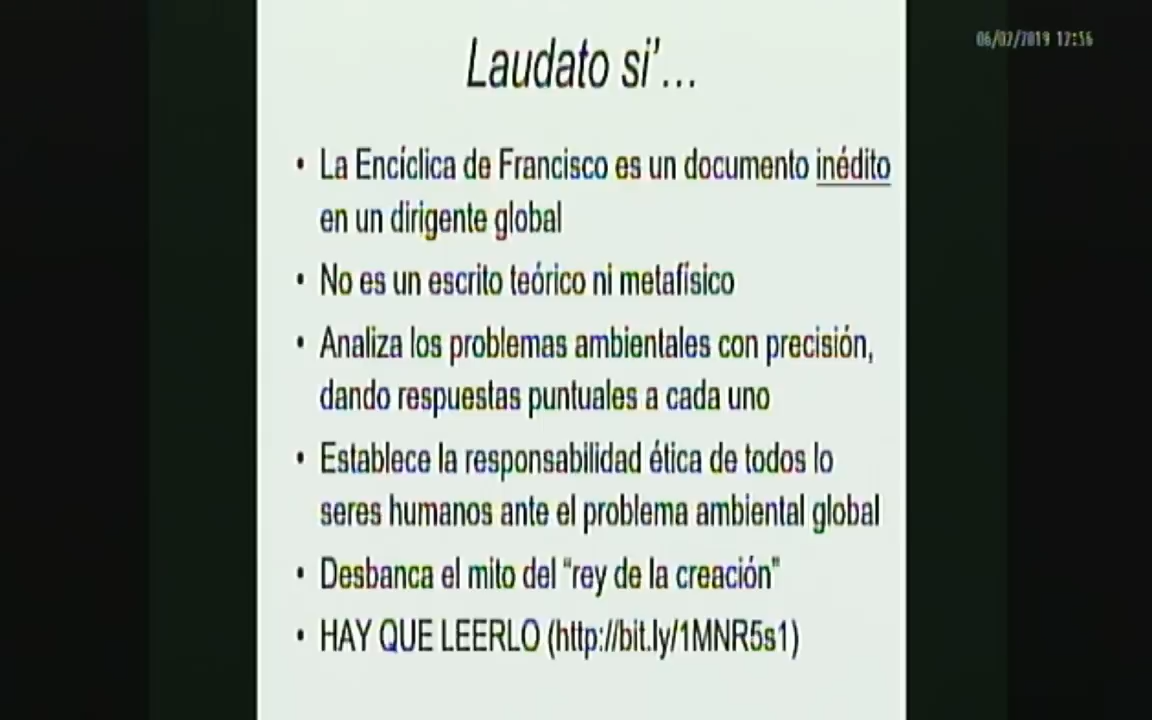 06/02/2019 12:56
Laudato si'...
• La Encíclica de Francisco es un documento inédito
en un dirigente global
• No es un escrito teórico ni metafísico
• Analiza los problemas ambientales con precisión,
dando respuestas puntuales a cada uno
• Establece la responsabilidad ética de todos lo
seres humanos ante el problema ambiental global
• Desbanca el mito del "rey de la creación"
• HAY QUE LEERLO (http://bit.ly/1MNR5s1)